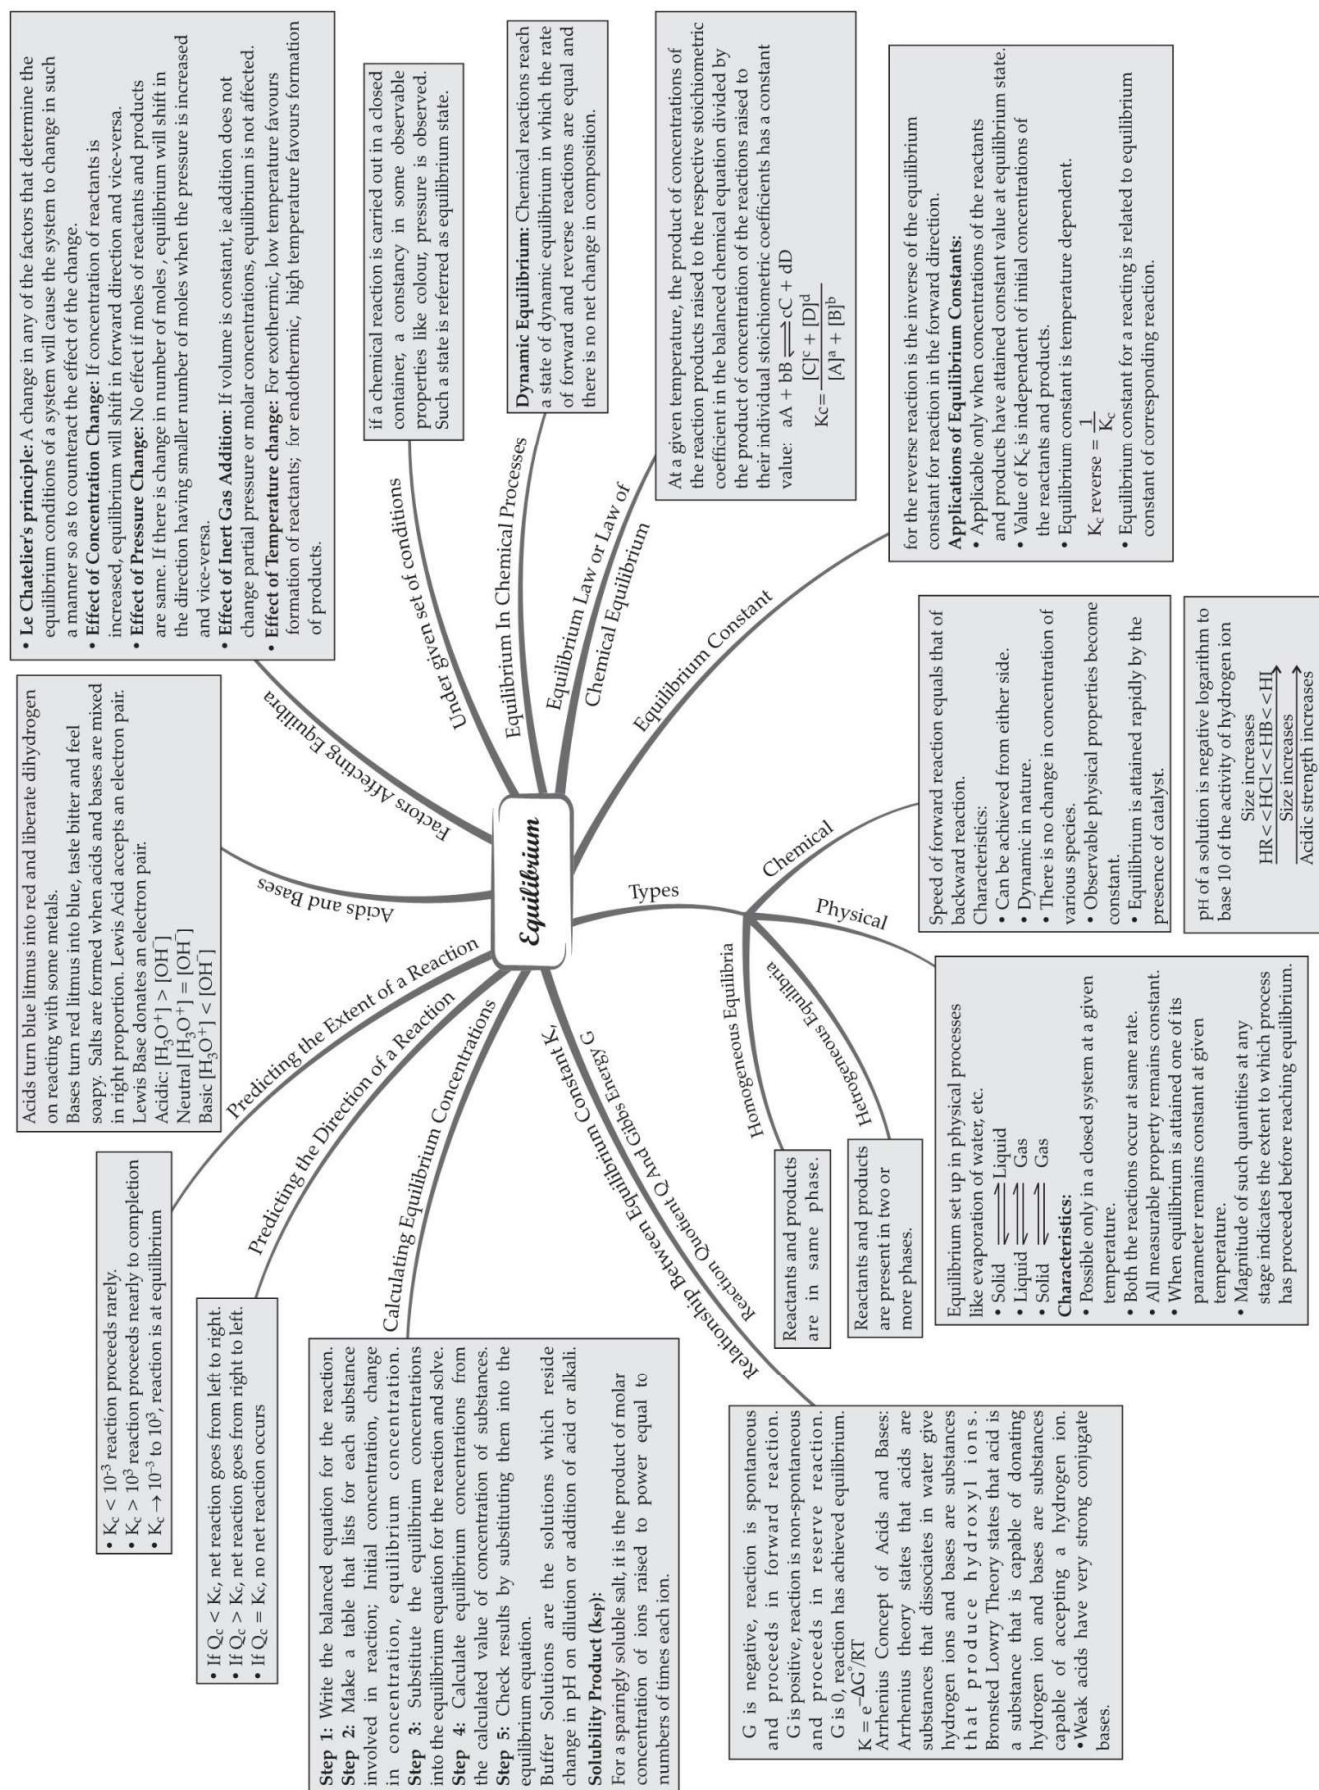 Equilibrium
Factors Affecting Equilibra
• Le Chatelier's principle: A change in any of the factors that determine the
equilibrium conditions of a system will cause the system to change in such
a manner so as to counteract the effect of the change.
• Effect of Concentration Change: If concentration of reactants is
increased, equilibrium will shift in forward direction and vice-versa.
• Effect of Pressure Change: No effect if moles of reactants and products
are same. If there is change in number of moles , equilibrium will shift in
the direction having smaller number of moles when the pressure is increased
and vice-versa.
• Effect of Inert Gas Addition: If volume is constant, ie addition does not
change partial pressure or molar concentrations, equilibrium is not affected.
• Effect of Temperature change: For exothermic, low temperature favours
formation of reactants; for endothermic, high temperature favours formation
of products.
Under given set of conditions
if a chemical reaction is carried out in a closed
container, a constancy in some observable
properties like colour, pressure is observed.
Such a state is referred as equilibrium state.
Equilibrium In Chemical Processes
Dynamic Equilibrium: Chemical reactions reach
a state of dynamic equilibrium in which the rate
of forward and reverse reactions are equal and
there is no net change in composition.
Equilibrium Law or Law of
Chemical Equilibrium
At a given temperature, the product of concentrations of
the reaction products raised to the respective stoichiometric
coefficient in the balanced chemical equation divided by
the product of concentration of the reactions raised to
their individual stoichiometric coefficients has a constant
value: aA + bB ⇌ cC + dD
Kc= [C]ᶜ + [D]ᵈ / [A]ᵃ + [B]ᵇ
Equilibrium Constant
for the reverse reaction is the inverse of the equilibrium
constant for reaction in the forward direction.
Applications of Equilibrium Constants:
• Applicable only when concentrations of the reactants
and products have attained constant value at equilibrium state.
• Value of Kc is independent of initial concentrations of
the reactants and products.
• Equilibrium constant is temperature dependent.
Kc reverse = 1/Kc
• Equilibrium constant for a reacting is related to equilibrium
constant of corresponding reaction.
Acids and Bases
Acids turn blue litmus into red and liberate dihydrogen
on reacting with some metals.
Bases turn red litmus into blue, taste bitter and feel
soapy. Salts are formed when acids and bases are mixed
in right proportion. Lewis Acid accepts an electron pair.
Lewis Base donates an electron pair.
Acidic: [H₃O⁺] > [OH⁻]
Neutral [H₃O⁺] = [OH⁻]
Basic [H₃O⁺] < [OH⁻]
Types
Chemical
Speed of forward reaction equals that of
backward reaction.
Characteristics:
• Can be achieved from either side.
• Dynamic in nature.
• There is no change in concentration of
various species.
• Observable physical properties become
constant.
• Equilibrium is attained rapidly by the
presence of catalyst.
pH of a solution is negative logarithm to
base 10 of the activity of hydrogen ion
Size increases
HR<<HCl<<HB<<HI
Size increases
Acidic strength increases
Physical
Equilibrium set up in physical processes
like evaporation of water, etc.
• Solid ⇌ Liquid
• Liquid ⇌ Gas
• Solid ⇌ Gas
Characteristics:
• Possible only in a closed system at a given
temperature.
• Both the reactions occur at same rate.
• All measurable property remains constant.
• When equilibrium is attained one of its
parameter remains constant at given
temperature.
• Magnitude of such quantities at any
stage indicates the extent to which process
has proceeded before reaching equilibrium.
Hetrogneous Equilibria
Reactants and products
are present in two or
more phases.
Homogneous Equilibria
Reactants and products
are in same phase.
Predicting the Extent of a Reaction
• Kc < 10⁻³ reaction proceeds rarely.
• Kc > 10³ reaction proceeds nearly to completion
• Kc → 10⁻³ to 10³, reaction is at equilibrium
Predicting the Direction of a Reaction
• If Qc < Kc, net reaction goes from left to right.
• If Qc > Kc, net reaction goes from right to left.
• If Qc = Kc, no net reaction occurs
Calculating Equilibrium Concentrations
Step 1: Write the balanced equation for the reaction.
Step 2: Make a table that lists for each substance
involved in reaction; Initial concentration, change
in concentration, equilibrium concentration.
Step 3: Substitute the equilibrium concentrations
into the equilibrium equation for the reaction and solve.
Step 4: Calculate equilibrium concentrations from
the calculated value of concentration of substances.
Step 5: Check results by substituting them into the
equilibrium equation.
Buffer Solutions are the solutions which reside
change in pH on dilution or addition of acid or alkali.
Solubility Product (ksp):
For a sparingly soluble salt, it is the product of molar
concentration of ions raised to power equal to
numbers of times each ion.
Relationship Between Equilibrium Constant K,
Reaction Quotient Q And Gibbs Energy G
G is negative, reaction is spontaneous
and proceeds in forward reaction.
G is positive, reaction is non-spontaneous
and proceeds in reserve reaction.
G is 0, reaction has achieved equilibrium.
K = e⁻ΔG°/RT
Arrhenius Concept of Acids and Bases:
Arrhenius theory states that acids are
substances that dissociates in water give
hydrogen ions and bases are substances
that produce hydroxyl ions.
Bronsted Lowry Theory states that acid is
a substance that is capable of donating
hydrogen ion and bases are substances
capable of accepting a hydrogen ion.
•Weak acids have very strong conjugate
bases.